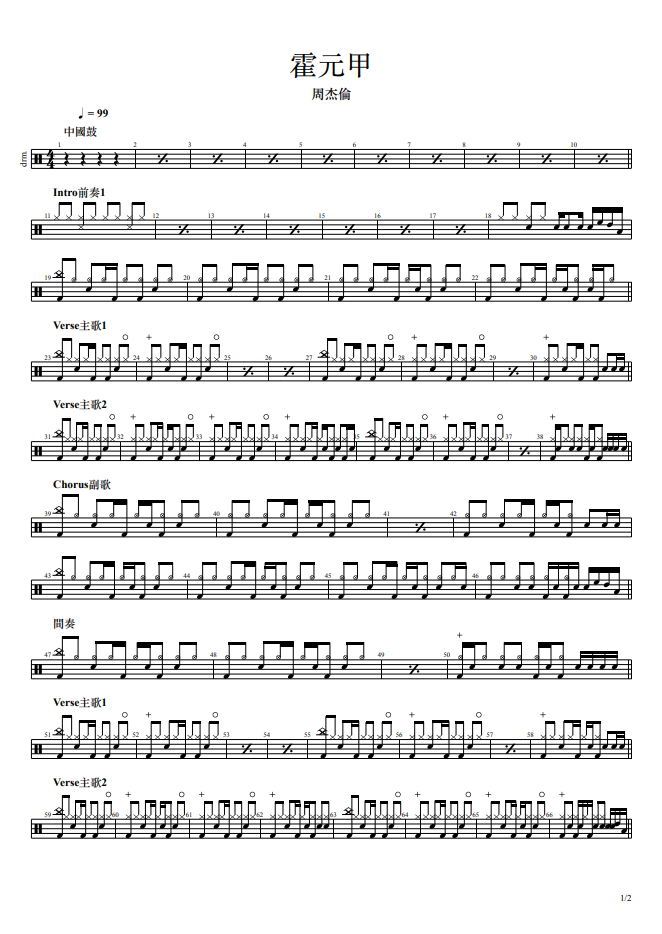 霍元甲
周杰倫
♩ = 99
中國鼓
drm.
1 2 3 4 5 6 7 8 9 10
Intro前奏1
11 12 13 14 15 16 17 18
19 20 21 22
Verse主歌1
23 24 25 26 27 28 29 30
Verse主歌2
31 32 33 34 35 36 37 38
Chorus副歌
39 40 41 42
43 44 45 46
間奏
47 48 49 50
Verse主歌1
51 52 53 54 55 56 57 58
Verse主歌2
59 60 61 62 63 64 65 66
1/2